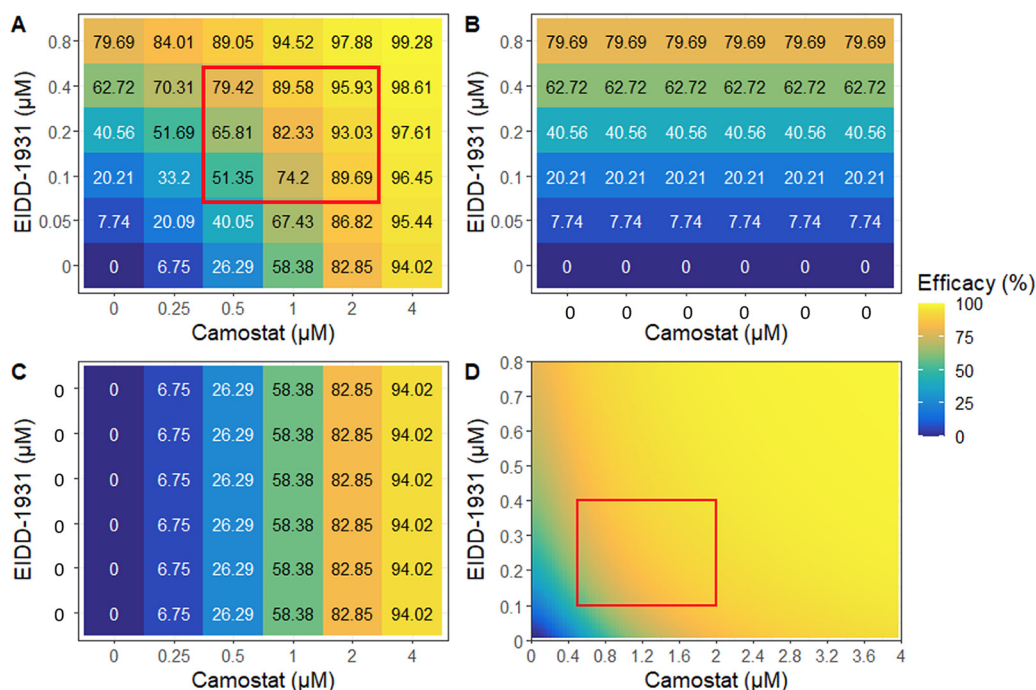 A
EIDD-1931 (µM)
0.8 79.69 84.01 89.05 94.52 97.88 99.28
0.4 62.72 70.31 79.42 89.58 95.93 98.61
0.2 40.56 51.69 65.81 82.33 93.03 97.61
0.1 20.21 33.2 51.35 74.2 89.69 96.45
0.05 7.74 20.09 40.05 67.43 86.82 95.44
0 0 6.75 26.29 58.38 82.85 94.02
0 0.25 0.5 1 2 4
Camostat (µM)
B
EIDD-1931 (µM)
79.69 79.69 79.69 79.69 79.69 79.69
62.72 62.72 62.72 62.72 62.72 62.72
40.56 40.56 40.56 40.56 40.56 40.56
20.21 20.21 20.21 20.21 20.21 20.21
7.74 7.74 7.74 7.74 7.74 7.74
0 0 0 0 0 0
0.8
0.4
0.2
0.1
0.05
0
0 0 0 0 0 0
Camostat (µM)
Efficacy (%)
100
75
50
25
0
C
EIDD-1931 (µM)
0 0 6.75 26.29 58.38 82.85 94.02
0 0 6.75 26.29 58.38 82.85 94.02
0 0 6.75 26.29 58.38 82.85 94.02
0 0 6.75 26.29 58.38 82.85 94.02
0 0 6.75 26.29 58.38 82.85 94.02
0 0 6.75 26.29 58.38 82.85 94.02
0 0.25 0.5 1 2 4
Camostat (µM)
D
EIDD-1931 (µM)
0.8
0.7
0.6
0.5
0.4
0.3
0.2
0.1
0
0 0.4 0.8 1.2 1.6 2 2.4 2.8 3.2 3.6 4
Camostat (µM)